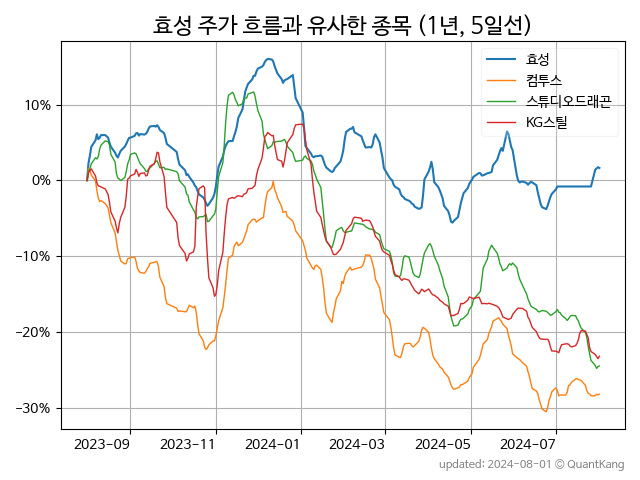 효성 주가 흐름과 유사한 종목 (1년, 5일선)
효성
컴투스
스튜디오드래곤
KG스틸
10%
0%
−10%
−20%
−30%
2023-09 2023-11 2024-01 2024-03 2024-05 2024-07
updated: 2024-08-01 © QuantKang